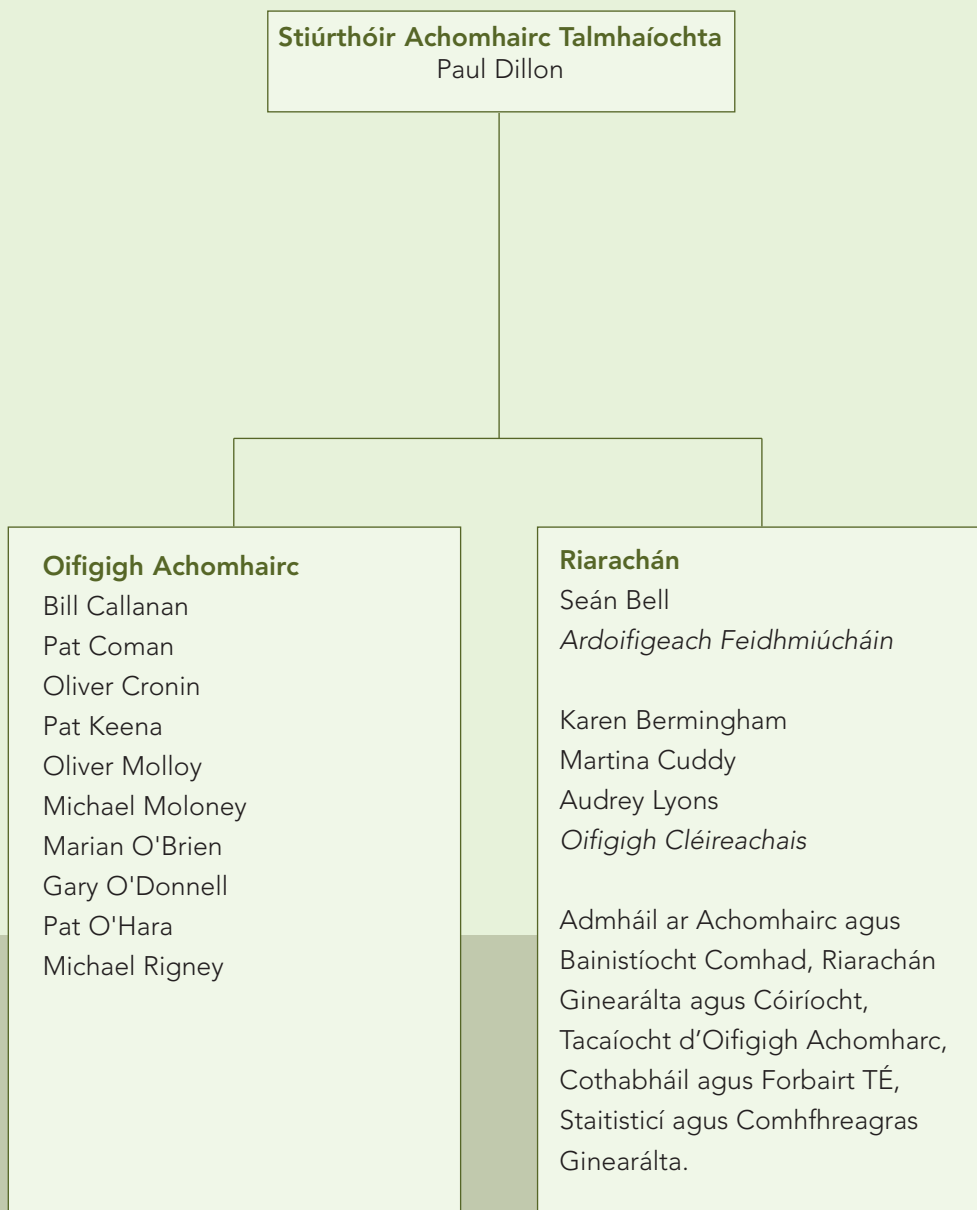 Stiúrthóir Achomhairc Talmhaíochta
Paul Dillon
Oifigigh Achomhairc
Bill Callanan
Pat Coman
Oliver Cronin
Pat Keena
Oliver Molloy
Michael Moloney
Marian O'Brien
Gary O'Donnell
Pat O'Hara
Michael Rigney
Riarachán
Seán Bell
Ardoifigeach Feidhmiúcháin
Karen Bermingham
Martina Cuddy
Audrey Lyons
Oifigigh Cléireachais
Admháil ar Achomhairc agus
Bainistíocht Comhad, Riarachán
Ginearálta agus Cóiríocht,
Tacaíocht d’Oifigigh Achomharc,
Cothabháil agus Forbairt TÉ,
Staitisticí agus Comhfhreagras
Ginearálta.